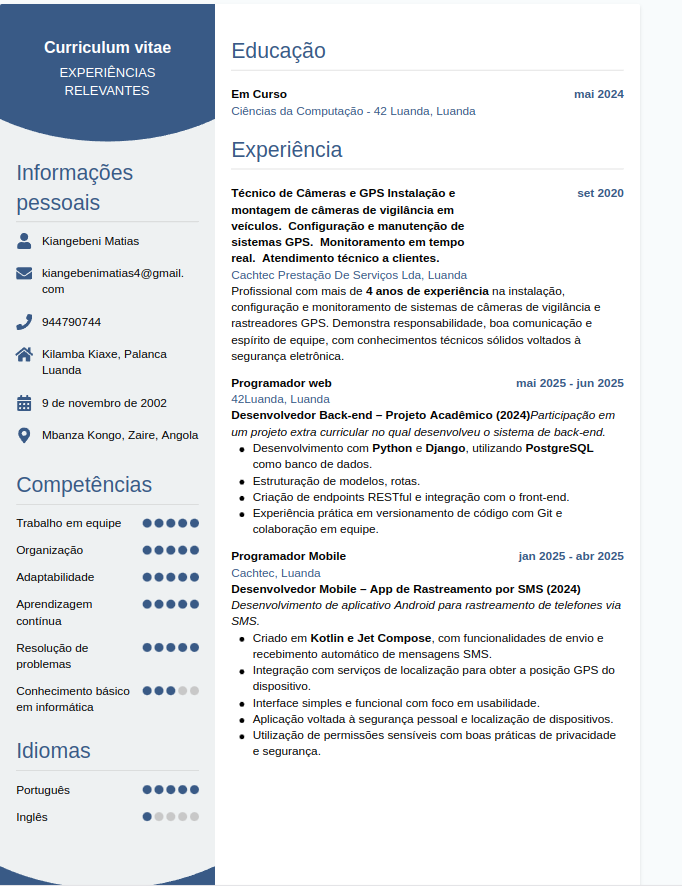 Curriculum vitae
EXPERIÊNCIAS
RELEVANTES
Informações
pessoais
Kiangebeni Matias
kiangebenimatias4@gmail.
com
944790744
Kilamba Kiaxe, Palanca
Luanda
9 de novembro de 2002
Mbanza Kongo, Zaire, Angola
Competências
Trabalho em equipe
Organização
Adaptabilidade
Aprendizagem
contínua
Resolução de
problemas
Conhecimento básico
em informática
Idiomas
Português
Inglês
Educação
Em Curso mai 2024
Ciências da Computação - 42 Luanda, Luanda
Experiência
Técnico de Câmeras e GPS Instalação e set 2020
montagem de câmeras de vigilância em
veículos.  Configuração e manutenção de
sistemas GPS.  Monitoramento em tempo
real.  Atendimento técnico a clientes.
Cachtec Prestação De Serviços Lda, Luanda
Profissional com mais de 4 anos de experiência na instalação,
configuração e monitoramento de sistemas de câmeras de vigilância e
rastreadores GPS. Demonstra responsabilidade, boa comunicação e
espírito de equipe, com conhecimentos técnicos sólidos voltados à
segurança eletrônica.
Programador web mai 2025 - jun 2025
42Luanda, Luanda
Desenvolvedor Back-end – Projeto Acadêmico (2024)Participação em
um projeto extra curricular no qual desenvolveu o sistema de back-end.
● Desenvolvimento com Python e Django, utilizando PostgreSQL
como banco de dados.
● Estruturação de modelos, rotas.
● Criação de endpoints RESTful e integração com o front-end.
● Experiência prática em versionamento de código com Git e
colaboração em equipe.
Programador Mobile jan 2025 - abr 2025
Cachtec, Luanda
Desenvolvedor Mobile – App de Rastreamento por SMS (2024)
Desenvolvimento de aplicativo Android para rastreamento de telefones via
SMS.
● Criado em Kotlin e Jet Compose, com funcionalidades de envio e
recebimento automático de mensagens SMS.
● Integração com serviços de localização para obter a posição GPS do
dispositivo.
● Interface simples e funcional com foco em usabilidade.
● Aplicação voltada à segurança pessoal e localização de dispositivos.
● Utilização de permissões sensíveis com boas práticas de privacidade
e segurança.